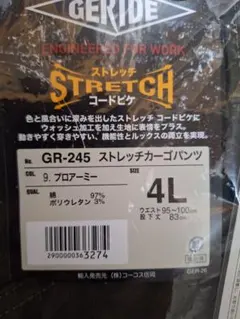 GERIDE
ENGINEERED FOR WORK
ストレッチ
STRETCH
コードピケ
色と風合いに深みを出したストレッチ コードピケに
ウォッシュ加工を加え生地に表情をプラス。
動きやすく穿きやすい、機能性とルックスの両立を実現。
No. GR-245 ストレッチカーゴパンツ
COL. 9. ブロアーミー
SIZE 4L
QUAL. 綿 97%
ポリウレタン 3%
ウエスト 95~100cm
股下丈 83cm
2900000363274
輸入発売元 (株)コーコス信岡